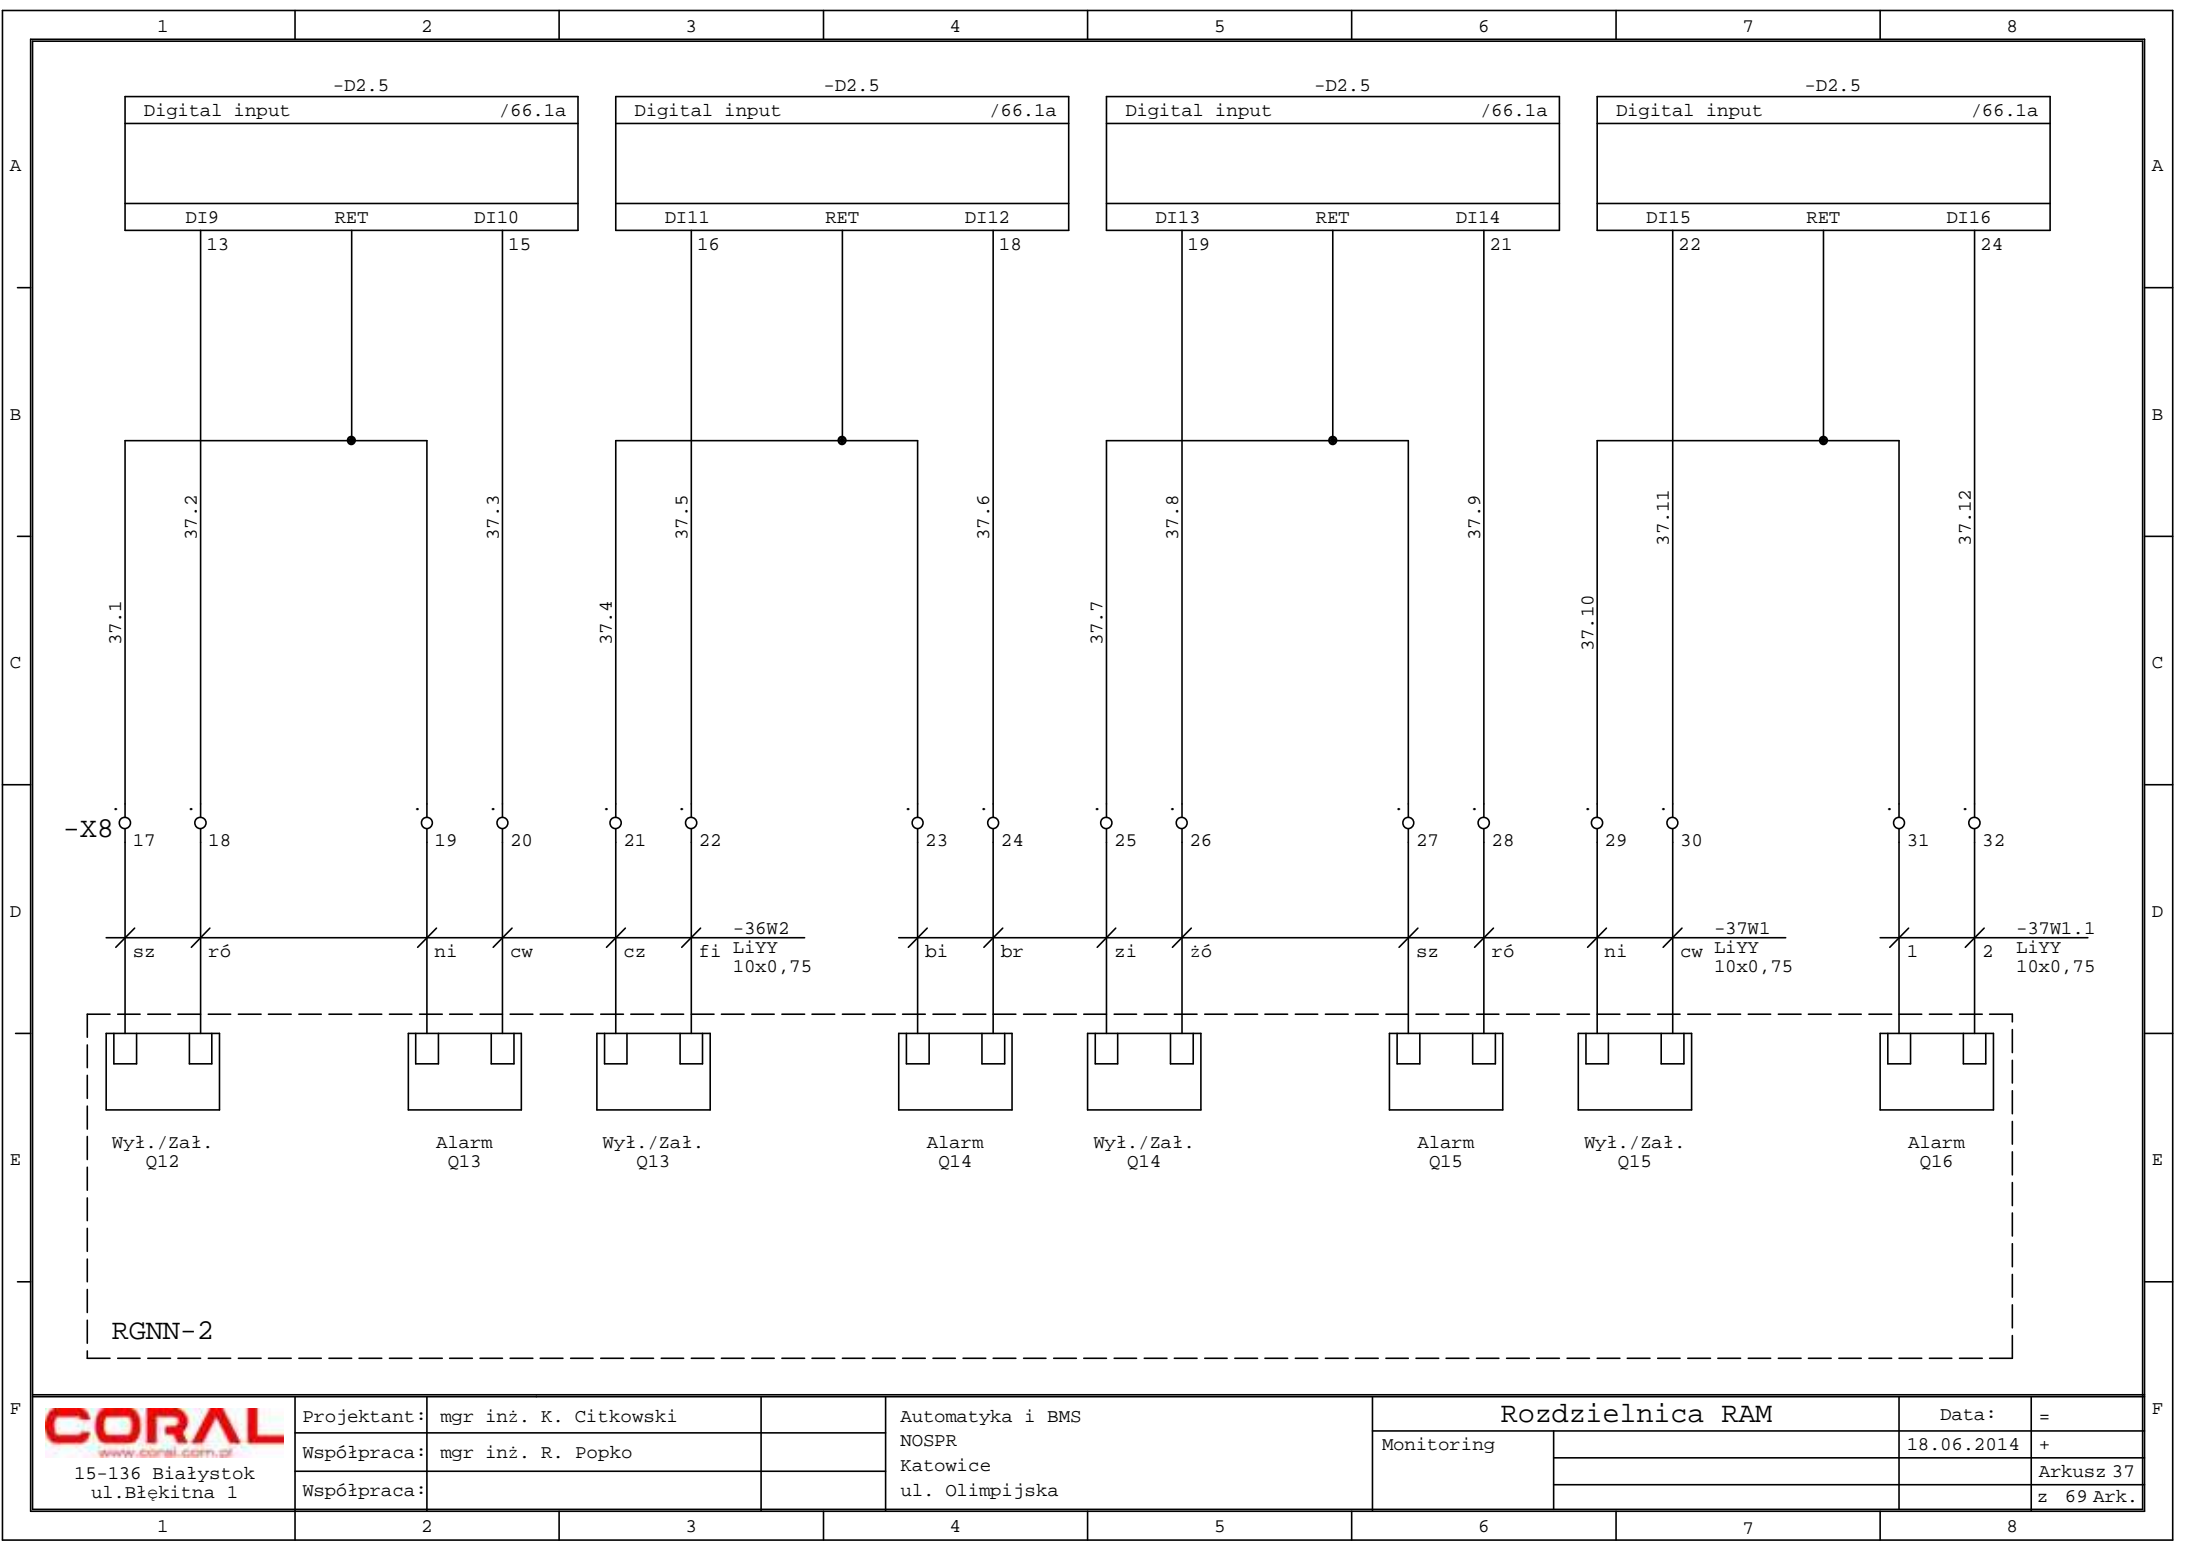 1 2 3 4 5 6 7 8
-D2.5 -D2.5 -D2.5 -D2.5
Digital input /66.1a Digital input /66.1a Digital input /66.1a Digital input /66.1a
A A
DI9 RET DI10 DI11 RET DI12 DI13 RET DI14 DI15 RET DI16
13 15 16 18 19 21 22 24
B B
37.2 37.3 37.5 37.6 37.8 37.9 37.11 37.12
37.1 37.4 37.7 37.10
C C
-X8 17 18 19 20 21 22 23 24 25 26 27 28 29 30 31 32
D D
-36W2 -37W1 -37W1.1
sz ró ni cw cz fi LiYY bi br zi żó sz ró ni cw LiYY 1 2 LiYY
10x0,75 10x0,75 10x0,75
Wył./Zał. Alarm Wył./Zał. Alarm Wył./Zał. Alarm Wył./Zał. Alarm
E Q12 Q13 Q13 Q14 Q14 Q15 Q15 Q16 E
RGNN-2
F F
CORAL
www.coral.com.pl
15-136 Białystok
ul.Błękitna 1
Projektant: mgr inż. K. Citkowski
Współpraca: mgr inż. R. Popko
Współpraca:
Automatyka i BMS
NOSPR
Katowice
ul. Olimpijska
Rozdzielnica RAM
Monitoring
Data: =
18.06.2014 +
Arkusz 37
z 69 Ark.
1 2 3 4 5 6 7 8